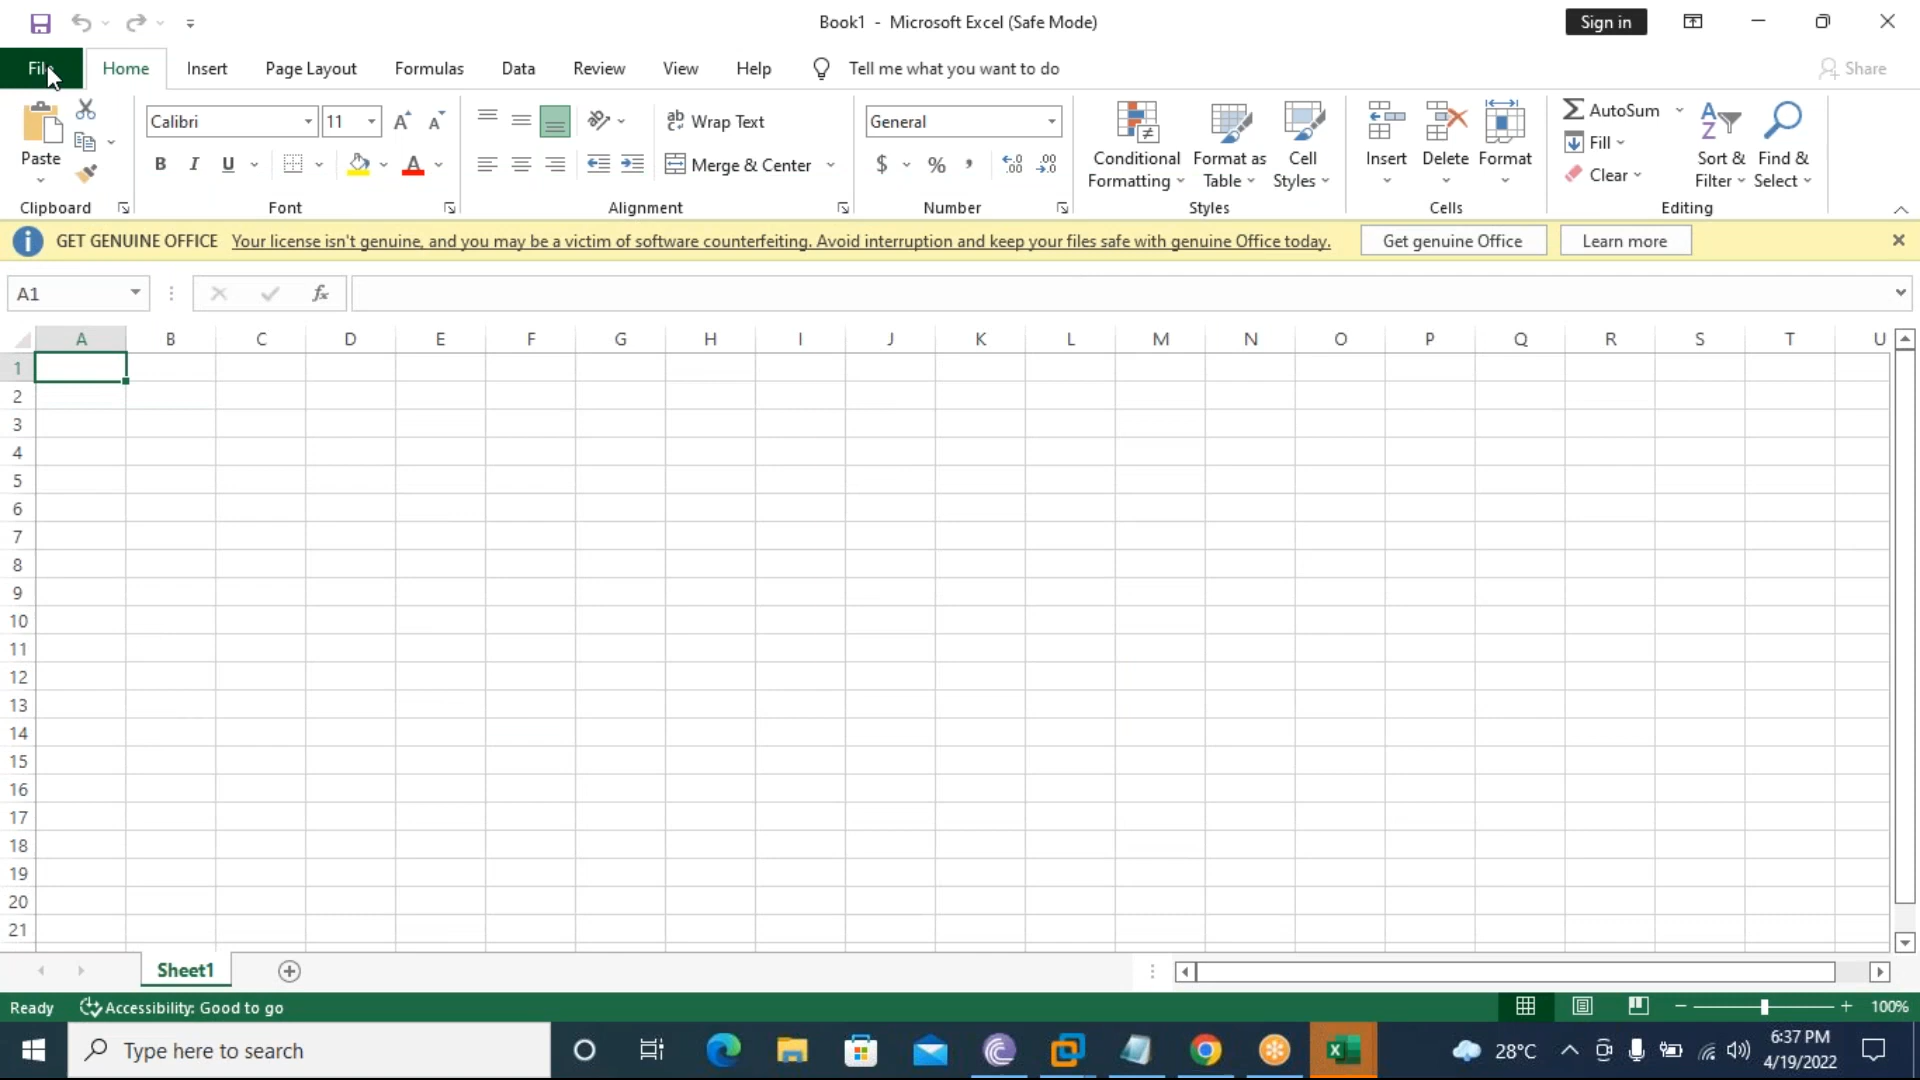 Book1 - Microsoft Excel (Safe Mode)
Sign in
File Home Insert Page Layout Formulas Data Review View Help Tell me what you want to do Share
Paste
Clipboard
Calibri 11
B I U A
Font
ab Wrap Text
Merge & Center
Alignment
General
$ % ,
Number
Conditional Formatting
Format as Table
Cell Styles
Styles
Insert
Delete
Format
Cells
AutoSum
Fill
Clear
Sort & Filter
Find & Select
Editing
GET GENUINE OFFICE Your license isn't genuine, and you may be a victim of software counterfeiting. Avoid interruption and keep your files safe with genuine Office today. Get genuine Office Learn more
A1 fx
A B C D E F G H I J K L M N O P Q R S T U
1
2
3
4
5
6
7
8
9
10
11
12
13
14
15
16
17
18
19
20
21
Sheet1
Ready Accessibility: Good to go 100%
Type here to search
28°C
6:37 PM
4/19/2022